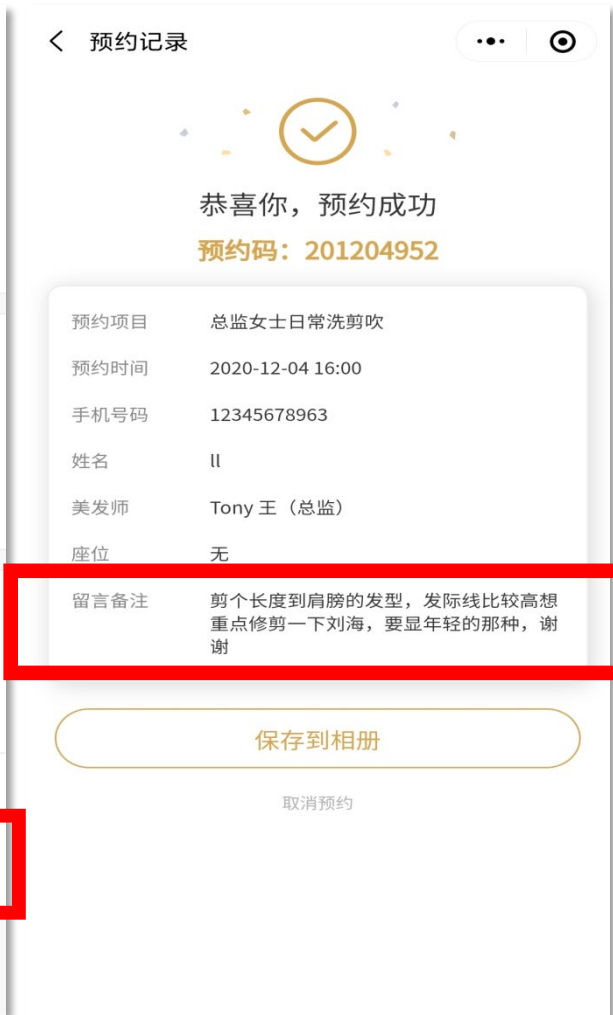 预约记录
恭喜你，预约成功
预约码：201204952
预约项目 总监女士日常洗剪吹
预约时间 2020-12-04 16:00
手机号码 12345678963
姓名 ll
美发师 Tony 王（总监）
座位 无
留言备注 剪个长度到肩膀的发型，发际线比较高想
重点修剪一下刘海，要显年轻的那种，谢
谢
保存到相册
取消预约